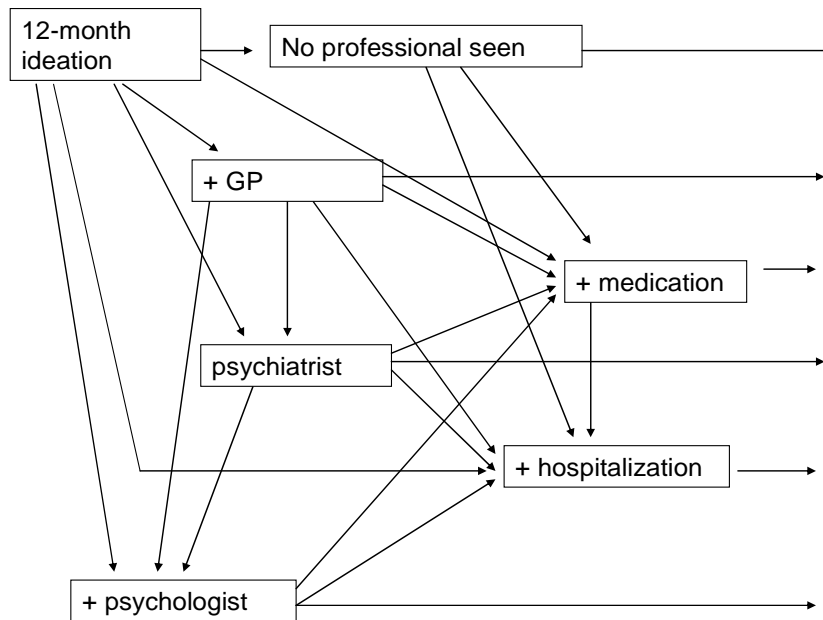 12-month
ideation
No professional seen
+ GP
+ medication
psychiatrist
+ hospitalization
+ psychologist